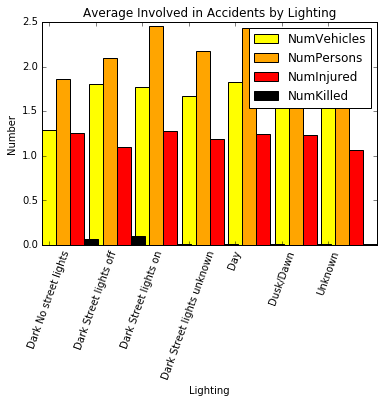 Average Involved in Accidents by Lighting
2.5
2.0
1.5
1.0
0.5
0.0
Number
NumVehicles
NumPersons
NumInjured
NumKilled
Dark No street lights
Dark Street lights off
Dark Street lights on
Dark Street lights unknown
Day
Dusk/Dawn
Unknown
Lighting